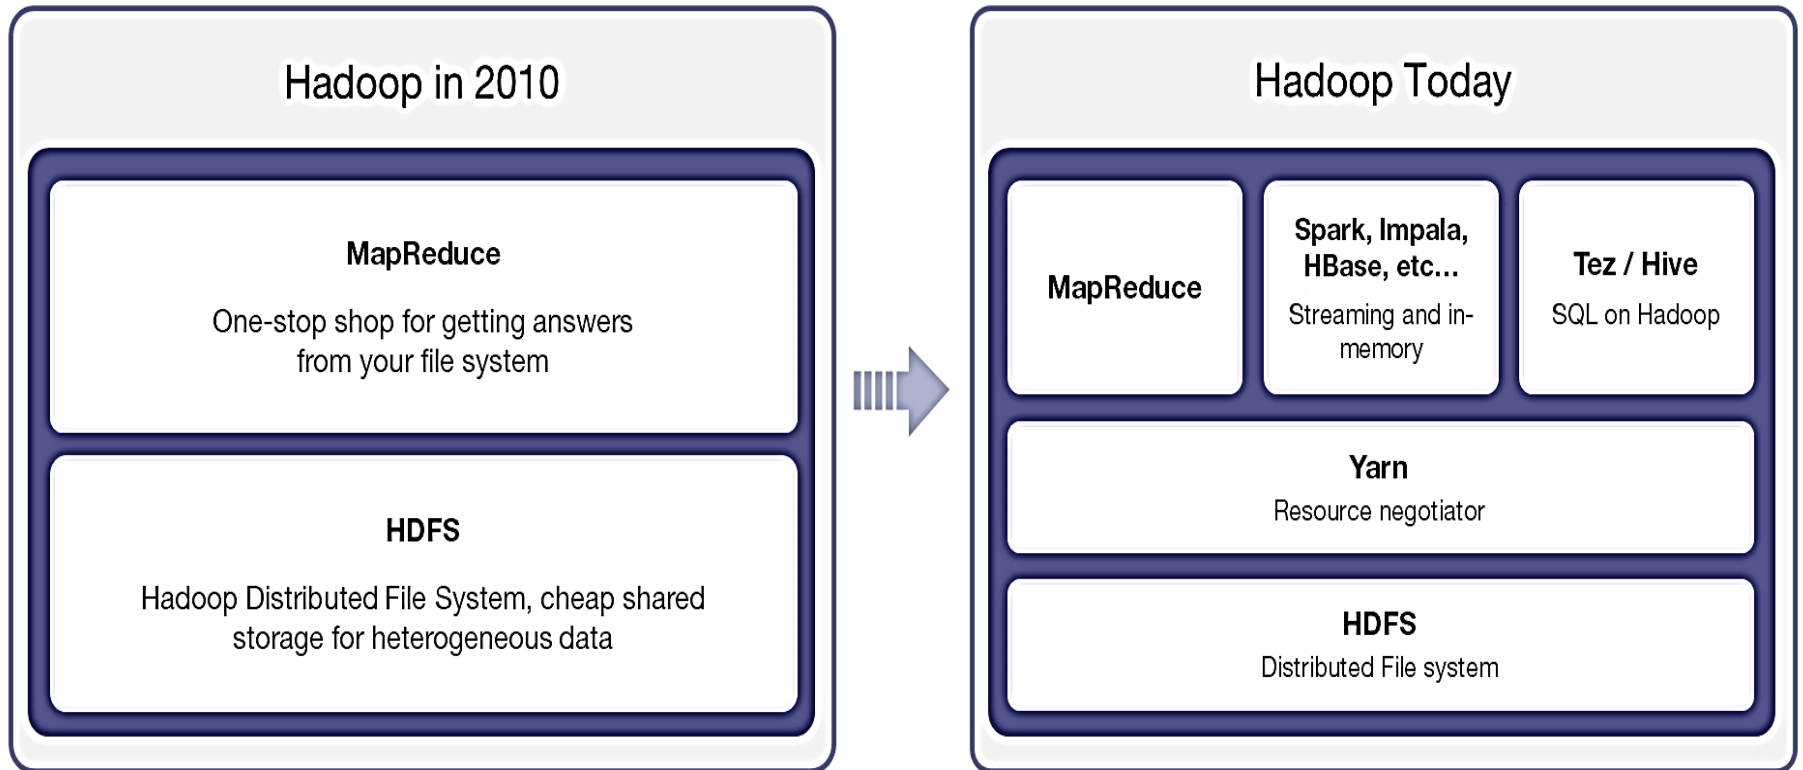 Hadoop in 2010
MapReduce
One-stop shop for getting answers
from your file system
HDFS
Hadoop Distributed File System, cheap shared
storage for heterogeneous data
Hadoop Today
MapReduce
Spark, Impala,
HBase, etc...
Streaming and in-
memory
Tez / Hive
SQL on Hadoop
Yarn
Resource negotiator
HDFS
Distributed File system